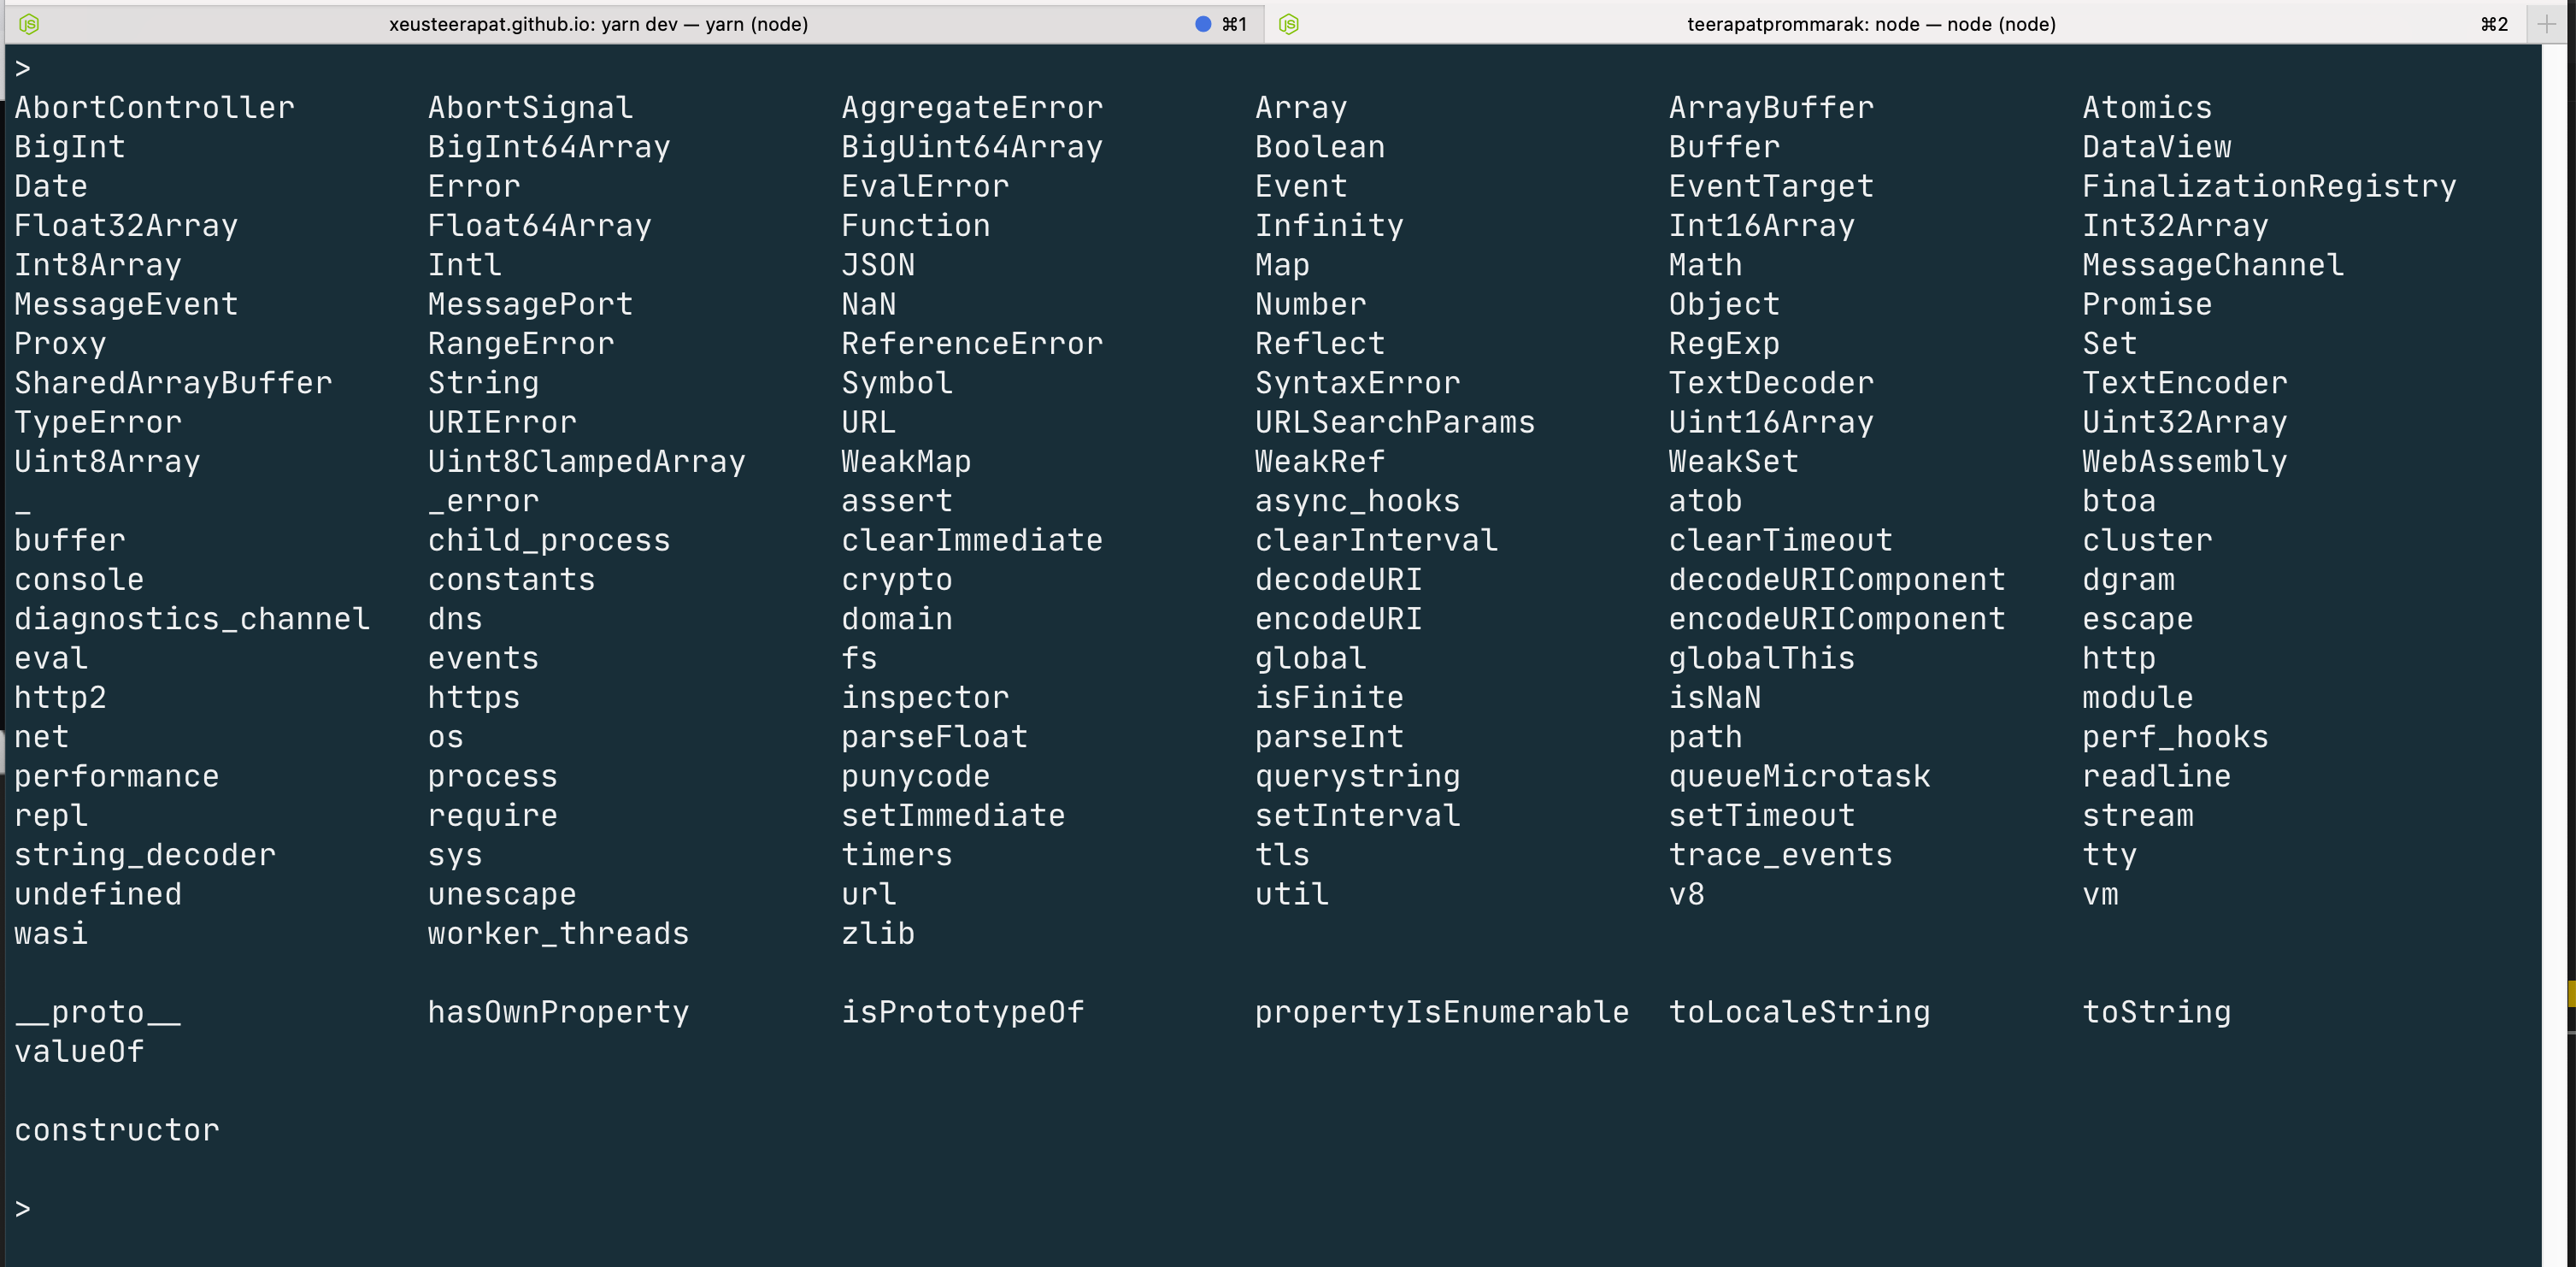 xeusteerapat.github.io: yarn dev — yarn (node) ⌘1 teerapatprommarak: node — node (node) ⌘2
>
AbortController AbortSignal AggregateError Array ArrayBuffer Atomics
BigInt BigInt64Array BigUint64Array Boolean Buffer DataView
Date Error EvalError Event EventTarget FinalizationRegistry
Float32Array Float64Array Function Infinity Int16Array Int32Array
Int8Array Intl JSON Map Math MessageChannel
MessageEvent MessagePort NaN Number Object Promise
Proxy RangeError ReferenceError Reflect RegExp Set
SharedArrayBuffer String Symbol SyntaxError TextDecoder TextEncoder
TypeError URIError URL URLSearchParams Uint16Array Uint32Array
Uint8Array Uint8ClampedArray WeakMap WeakRef WeakSet WebAssembly
_ _error assert async_hooks atob btoa
buffer child_process clearImmediate clearInterval clearTimeout cluster
console constants crypto decodeURI decodeURIComponent dgram
diagnostics_channel dns domain encodeURI encodeURIComponent escape
eval events fs global globalThis http
http2 https inspector isFinite isNaN module
net os parseFloat parseInt path perf_hooks
performance process punycode querystring queueMicrotask readline
repl require setImmediate setInterval setTimeout stream
string_decoder sys timers tls trace_events tty
undefined unescape url util v8 vm
wasi worker_threads zlib
__proto__ hasOwnProperty isPrototypeOf propertyIsEnumerable toLocaleString toString
valueOf
constructor
>